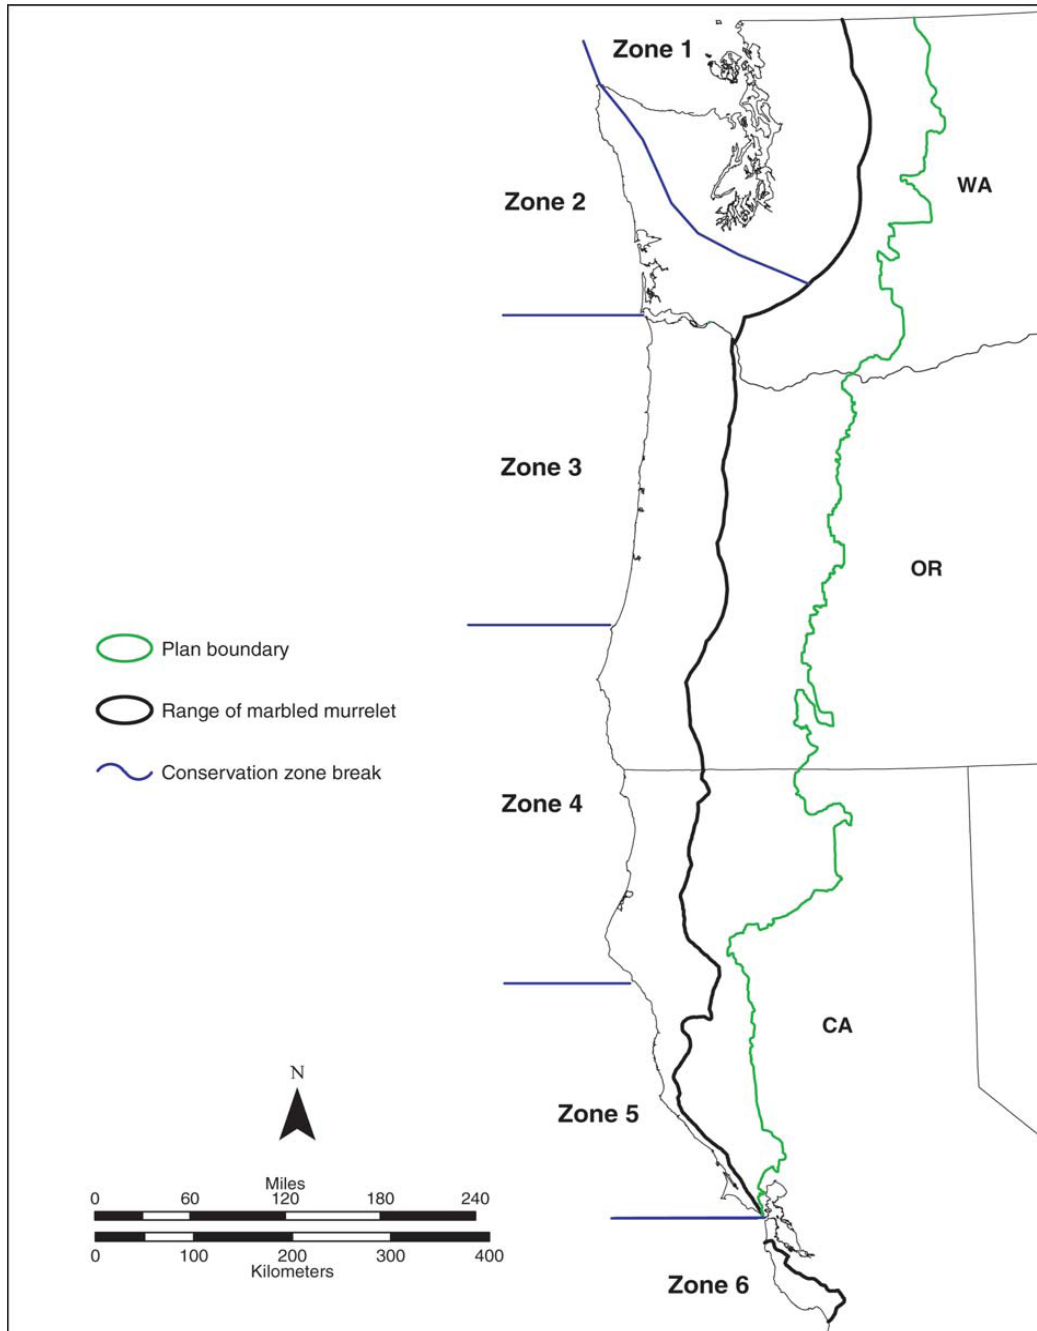 Zone 1
WA
Zone 2
Zone 3
OR
Plan boundary
Range of marbled murrelet
Conservation zone break
Zone 4
CA
N
Zone 5
Miles
0 60 120 180 240
0 100 200 300 400
Kilometers
Zone 6